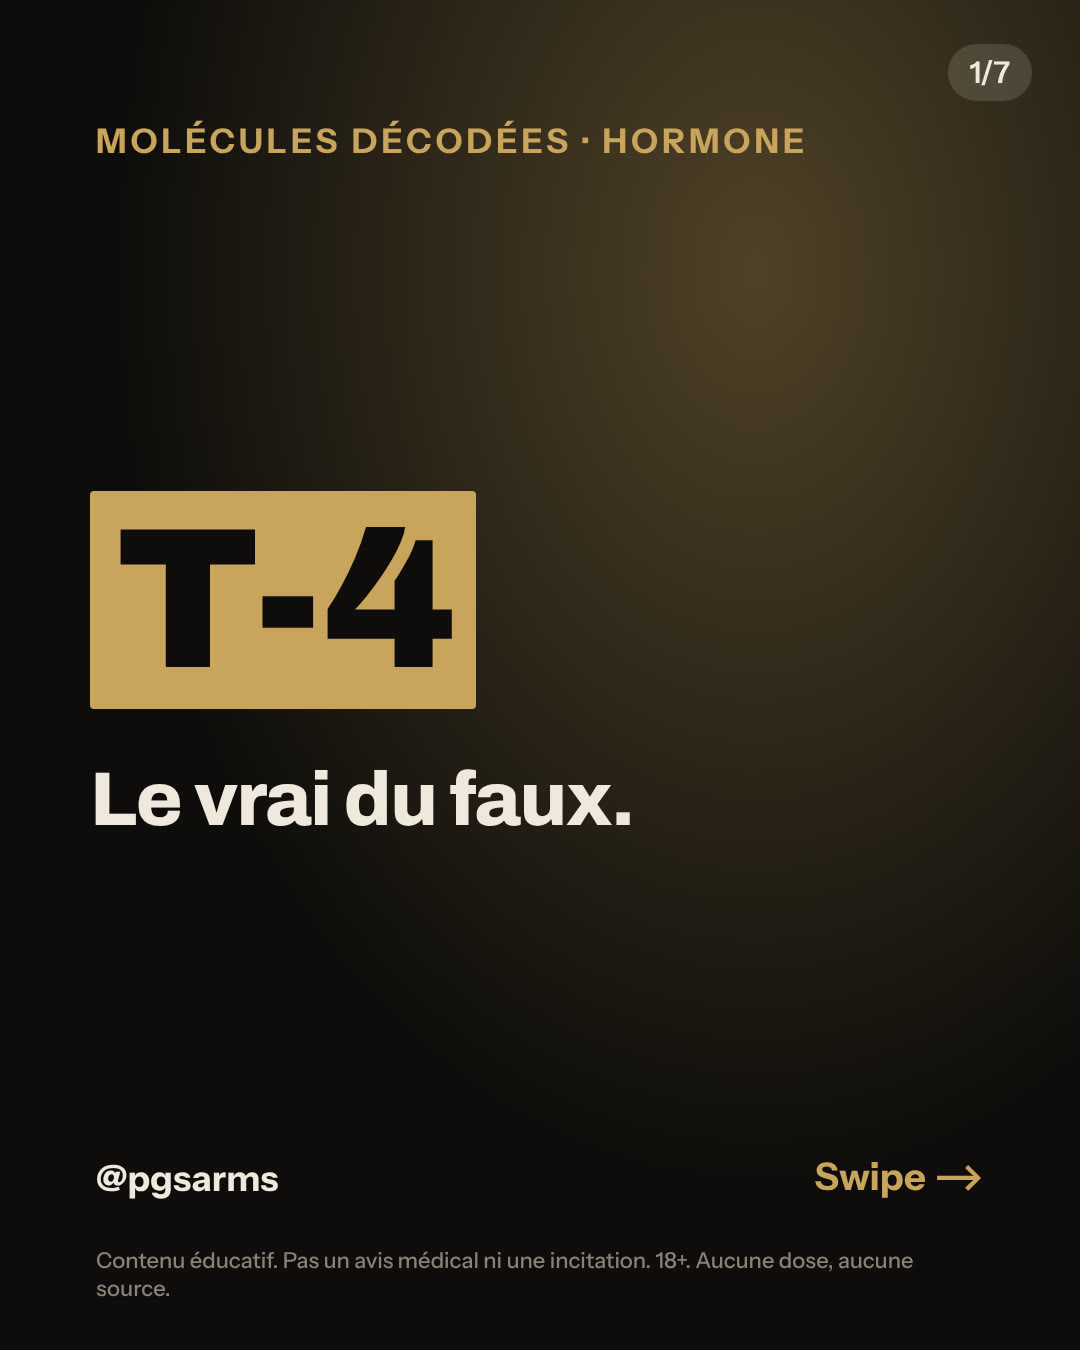 1/7
MOLÉCULES DÉCODÉES · HORMONE
T-4
Le vrai du faux.
@pgsarms
Swipe →
Contenu éducatif. Pas un avis médical ni une incitation. 18+. Aucune dose, aucune
source.